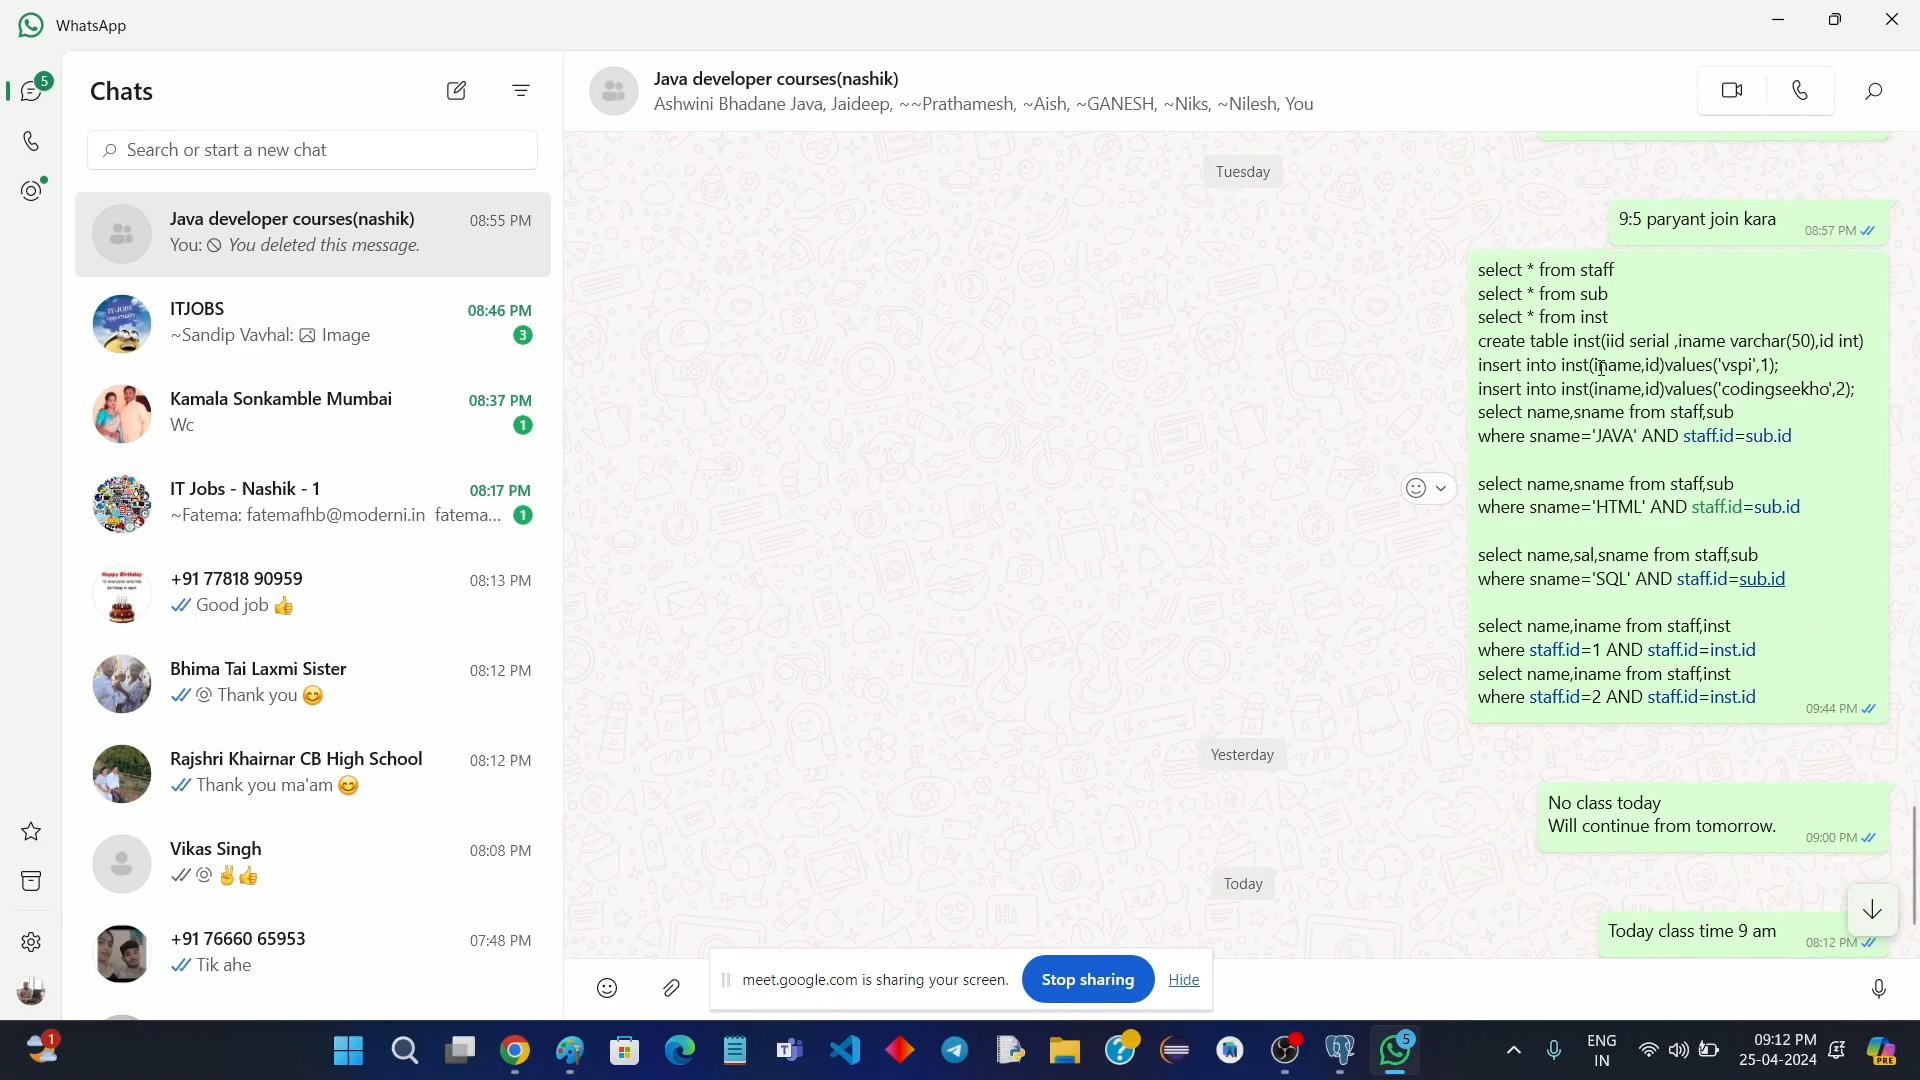 WhatsApp
5
Chats
Search or start a new chat
Java developer courses(nashik) 08:55 PM
You: You deleted this message.
ITJOBS 08:46 PM
~Sandip Vavhal: Image 3
Kamala Sonkamble Mumbai 08:37 PM
Wc 1
IT Jobs - Nashik - 1 08:17 PM
~Fatema: fatemafhb@moderni.in fatema... 1
+91 77818 90959 08:13 PM
Good job 👍
Bhima Tai Laxmi Sister 08:12 PM
Thank you 😊
Rajshri Khairnar CB High School 08:12 PM
Thank you ma'am 😊
Vikas Singh 08:08 PM
✌👍
+91 76660 65953 07:48 PM
Tik ahe
Java developer courses(nashik)
Ashwini Bhadane Java, Jaideep, ~~Prathamesh, ~Aish, ~GANESH, ~Niks, ~Nilesh, You
Tuesday
9:5 paryant join kara 08:57 PM
select * from staff
select * from sub
select * from inst
create table inst(iid serial ,iname varchar(50),id int)
insert into inst(iname,id)values('vspi',1);
insert into inst(iname,id)values('codingseekho',2);
select name,sname from staff,sub
where sname='JAVA' AND staff.id=sub.id
select name,sname from staff,sub
where sname='HTML' AND staff.id=sub.id
select name,sal,sname from staff,sub
where sname='SQL' AND staff.id=sub.id
select name,iname from staff,inst
where staff.id=1 AND staff.id=inst.id
select name,iname from staff,inst
where staff.id=2 AND staff.id=inst.id
09:44 PM
Yesterday
No class today
Will continue from tomorrow. 09:00 PM
Today
Today class time 9 am 08:12 PM
meet.google.com is sharing your screen. Stop sharing Hide
1
5
ENG
IN
09:12 PM
25-04-2024
PRE